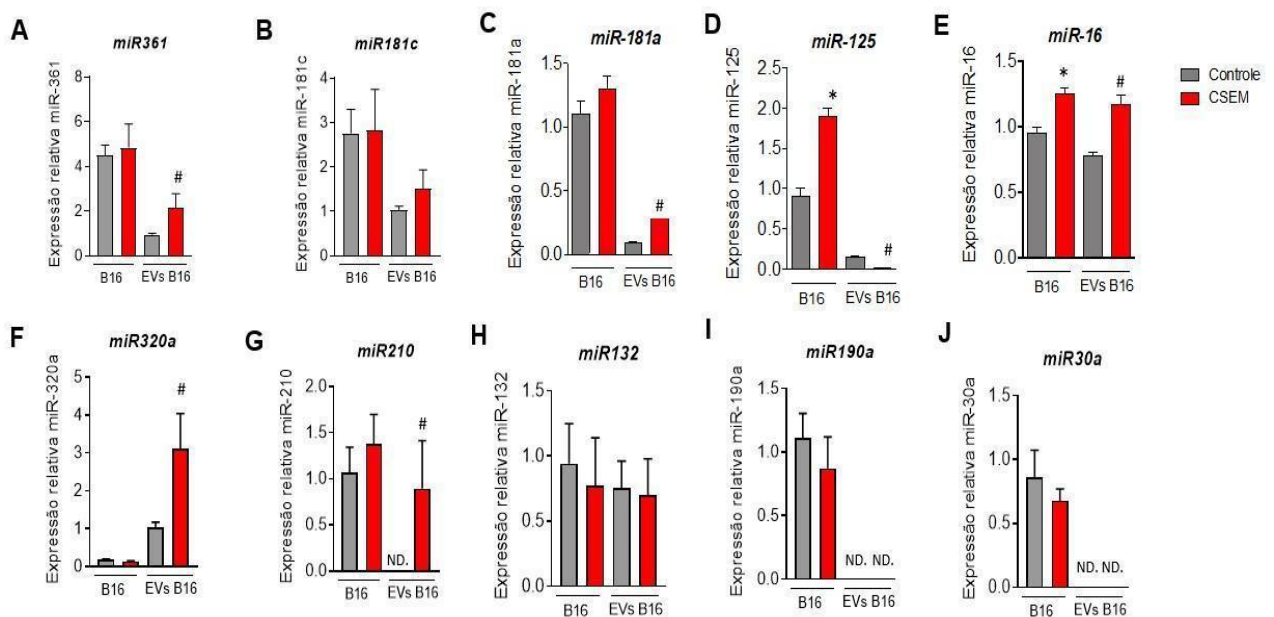 A
miR361
Expressão relativa miR-361
8
6
4
2
0
#
B16
EVs B16
B
miR181c
Expressão relativa miR-181c
4
3
2
1
0
B16
EVs B16
C
miR-181a
Expressão relativa miR-181a
1.5
1.0
0.5
0.0
#
B16
EVs B16
D
miR-125
Expressão relativa miR-125
2.5
2.0
1.5
1.0
0.5
0.0
*
#
B16
EVs B16
E
miR-16
Expressão relativa miR-16
1.5
1.0
0.5
0.0
*
#
B16
EVs B16
Controle
CSEM
F
miR320a
Expressão relativa miR-320a
5
4
3
2
1
0
#
B16
EVs B16
G
miR210
Expressão relativa miR-210
2.0
1.5
1.0
0.5
0.0
ND.
#
B16
EVs B16
H
miR132
Expressão relativa miR-132
1.5
1.0
0.5
0.0
B16
EVs B16
I
miR190a
Expressão relativa miR-190a
1.5
1.0
0.5
0.0
ND. ND.
B16
EVs B16
J
miR30a
Expressão relativa miR-30a
1.5
1.0
0.5
0.0
ND. ND.
B16
EVs B16